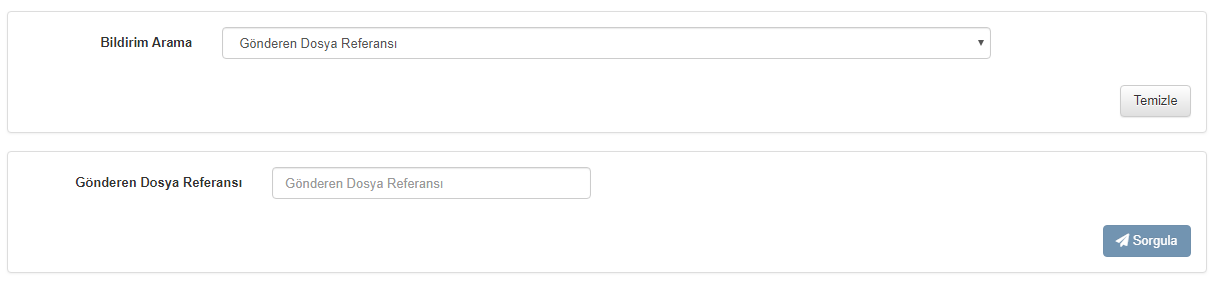 Bildirim Arama Gönderen Dosya Referansı
Temizle
Gönderen Dosya Referansı Gönderen Dosya Referansı
Sorgula